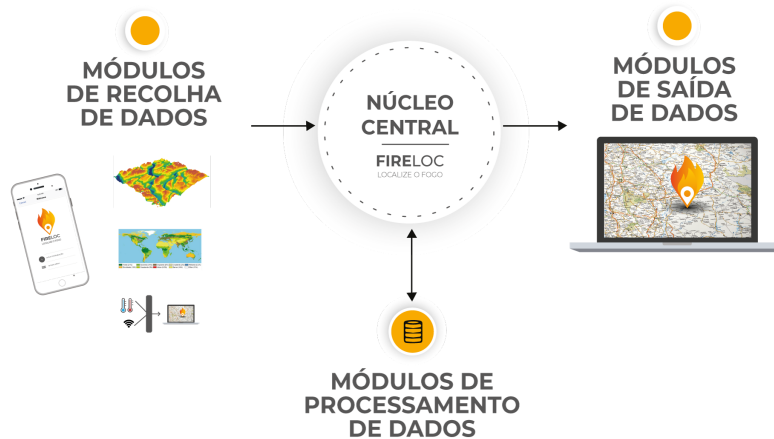 MÓDULOS
DE RECOLHA
DE DADOS
FIRELOC
NÚCLEO
CENTRAL
FIRELOC
LOCALIZE O FOGO
MÓDULOS
DE SAÍDA
DE DADOS
MÓDULOS DE
PROCESSAMENTO
DE DADOS